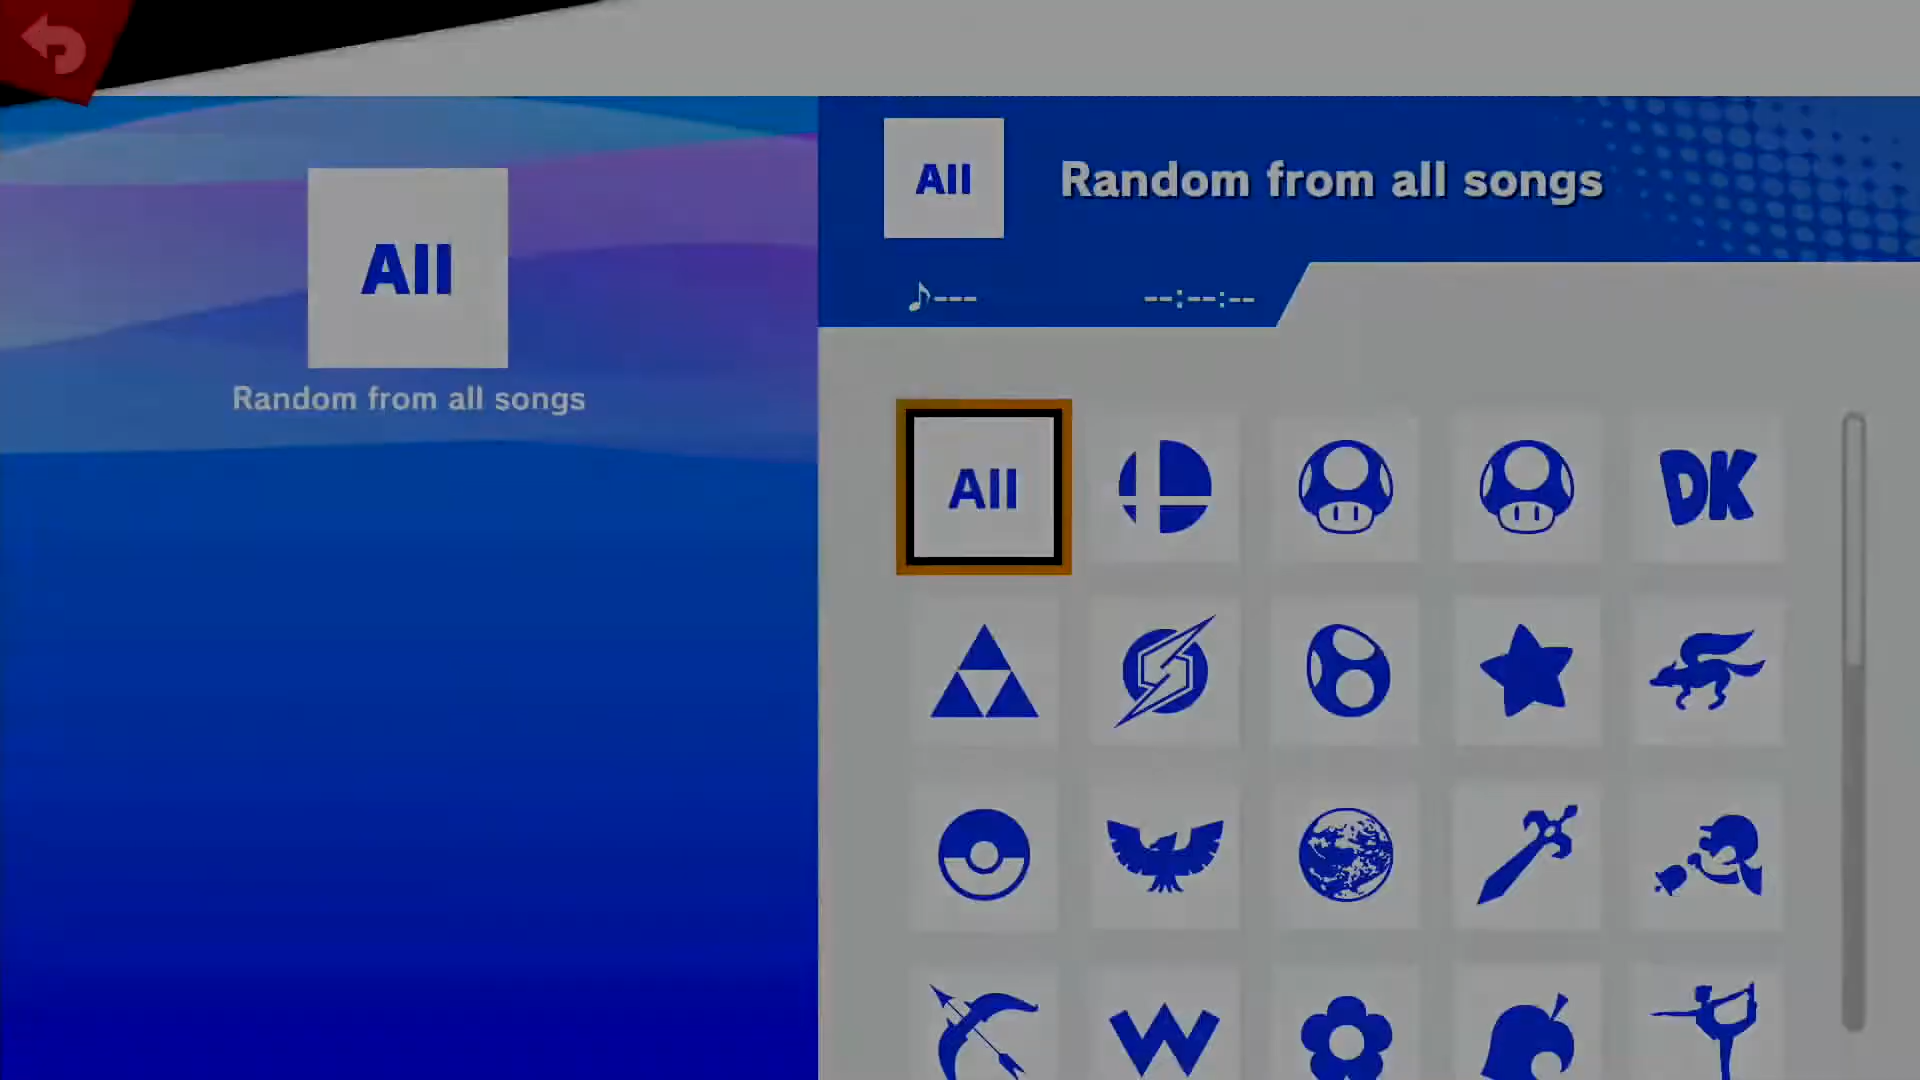 All
Random from all songs
All
Random from all songs
♪---
--:--:--
All
DK